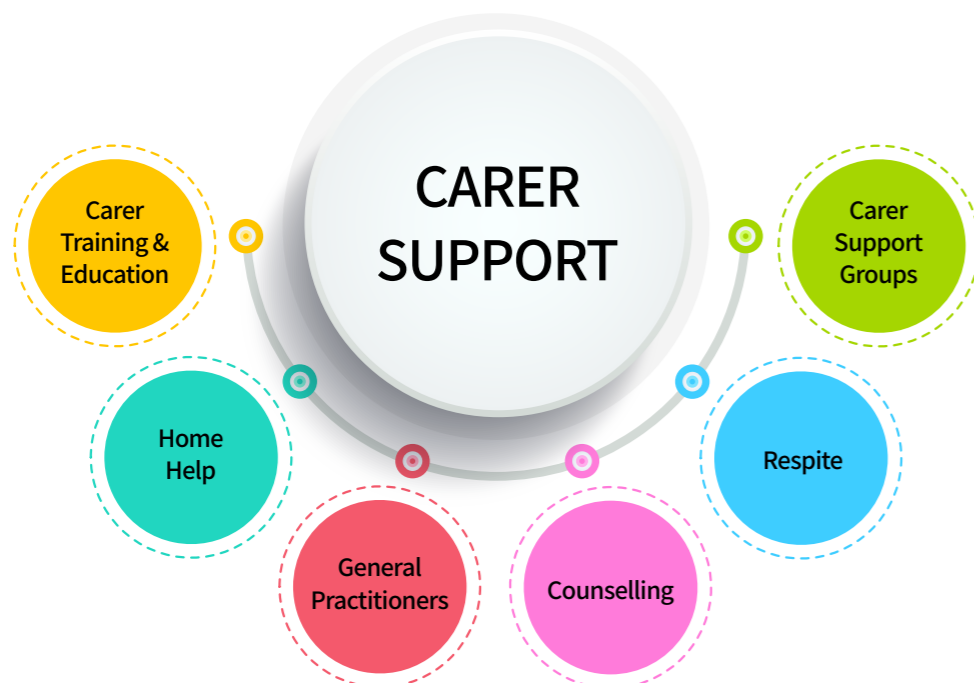 CARER
SUPPORT
Carer
Training &
Education
Home
Help
General
Practitioners
Counselling
Respite
Carer
Support
Groups